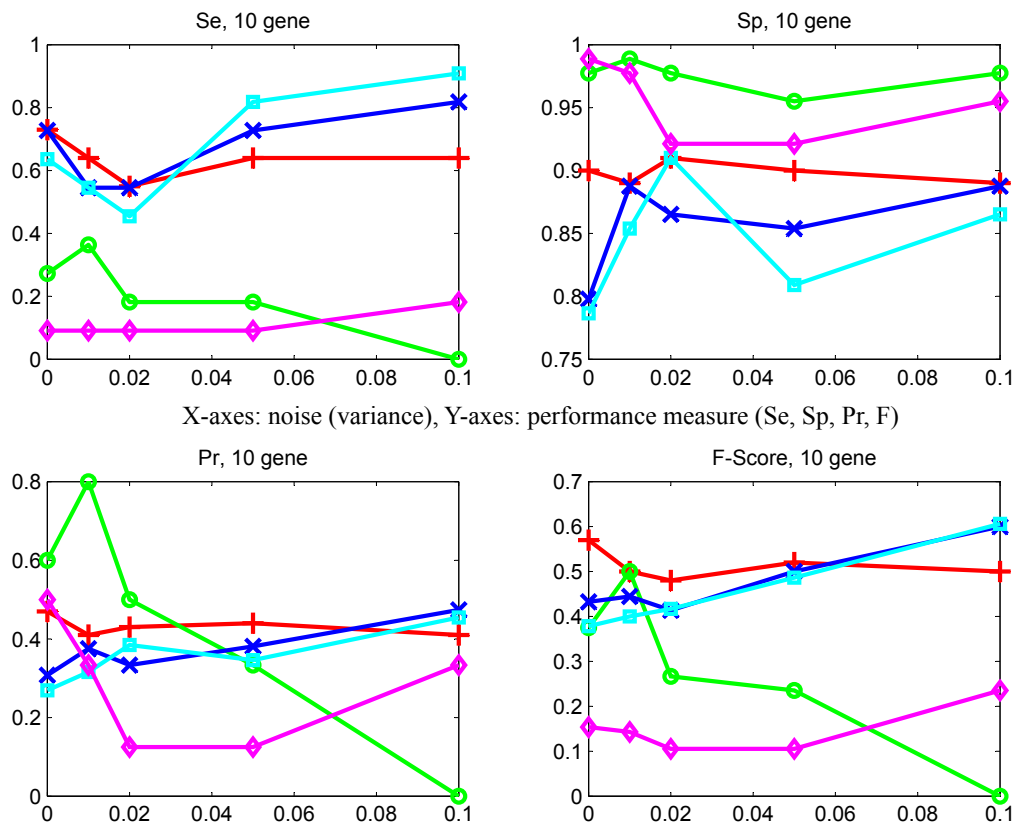 Se, 10 gene
1
0.8
0.6
0.4
0.2
0
0 0.02 0.04 0.06 0.08 0.1
Sp, 10 gene
1
0.95
0.9
0.85
0.8
0.75
0 0.02 0.04 0.06 0.08 0.1
X-axes: noise (variance), Y-axes: performance measure (Se, Sp, Pr, F)
Pr, 10 gene
0.8
0.6
0.4
0.2
0
0 0.02 0.04 0.06 0.08 0.1
F-Score, 10 gene
0.7
0.6
0.5
0.4
0.3
0.2
0.1
0
0 0.02 0.04 0.06 0.08 0.1